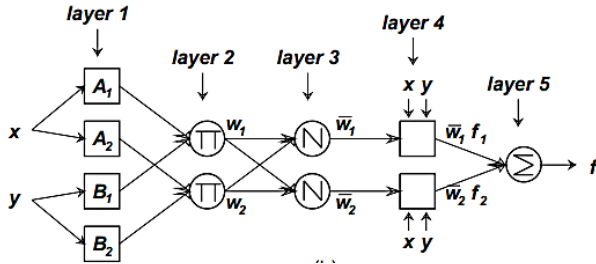 layer 1
layer 2
layer 3
layer 4
layer 5
x y
A₁
A₂
B₁
B₂
x
y
Π
Π
w₁
w₂
N
N
w̅₁
w̅₂
w̅₁ f₁
w̅₂ f₂
Σ
f
x y